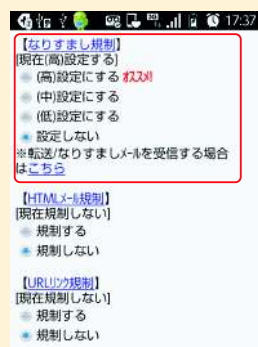 17:37
【なりすまし規制】
[現在(高)設定する]
(高)設定にする オススメ!
(中)設定にする
(低)設定にする
設定しない
※転送/なりすましメールを受信する場合
はこちら
【HTMLメール規制】
[現在規制しない]
規制する
規制しない
【URLリンク規制】
[現在規制しない]
規制する
規制しない